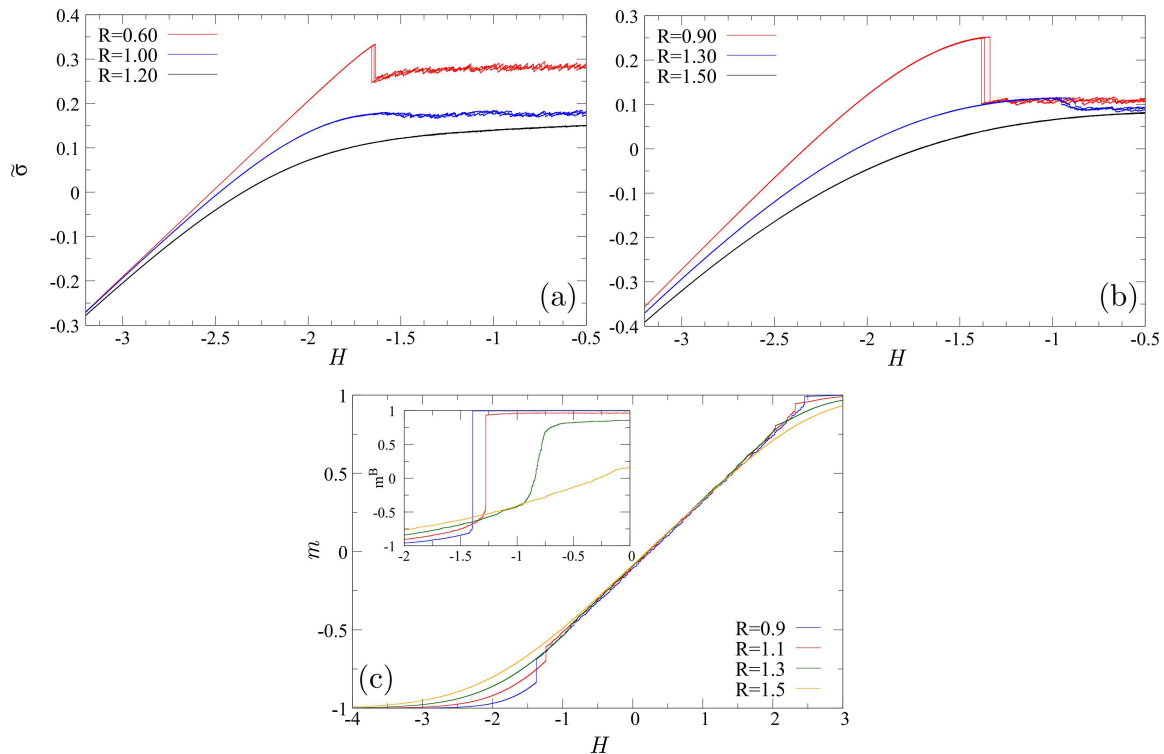 0.4
0.3
0.2
0.1
0
-0.1
-0.2
-0.3
σ̃
R=0.60
R=1.00
R=1.20
(a)
-3 -2.5 -2 -1.5 -1 -0.5
H
0.3
0.2
0.1
0
-0.1
-0.2
-0.3
-0.4
R=0.90
R=1.30
R=1.50
(b)
-3 -2.5 -2 -1.5 -1 -0.5
H
1
0.5
0
-0.5
-1
m
1
0.5
0
-0.5
-1
m^B
-2 -1.5 -1 -0.5 0
R=0.9
R=1.1
R=1.3
R=1.5
(c)
-4 -3 -2 -1 0 1 2 3
H